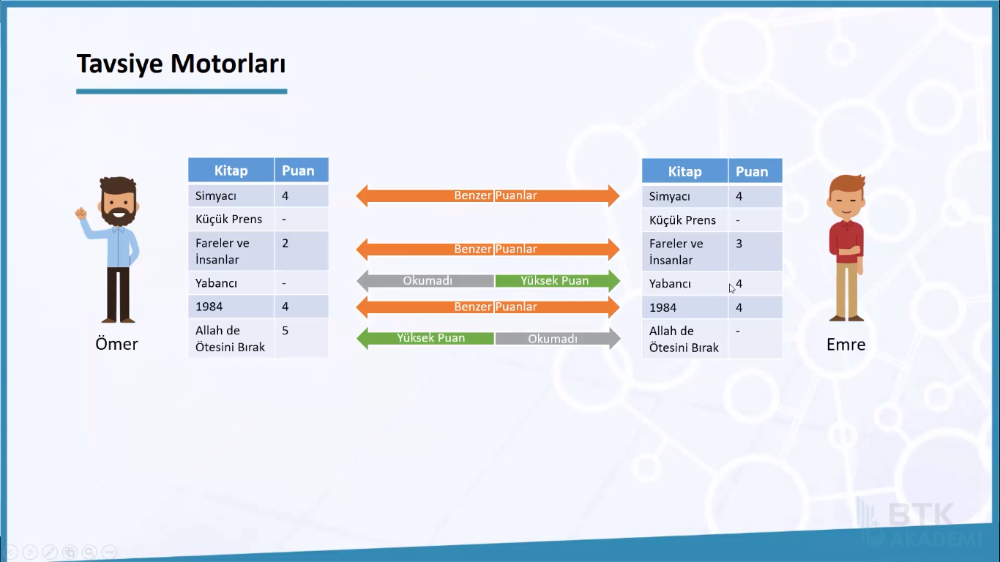 Tavsiye Motorları
Kitap Puan
Simyacı 4
Küçük Prens -
Fareler ve 2
İnsanlar
Yabancı -
1984 4
Allah de 5
Ötesini Bırak
Ömer
Benzer Puanlar
Benzer Puanlar
Okumadı Yüksek Puan
Benzer Puanlar
Yüksek Puan Okumadı
Kitap Puan
Simyacı 4
Küçük Prens -
Fareler ve 3
İnsanlar
Yabancı 4
1984 4
Allah de -
Ötesini Bırak
Emre
BTK
AKADEMİ